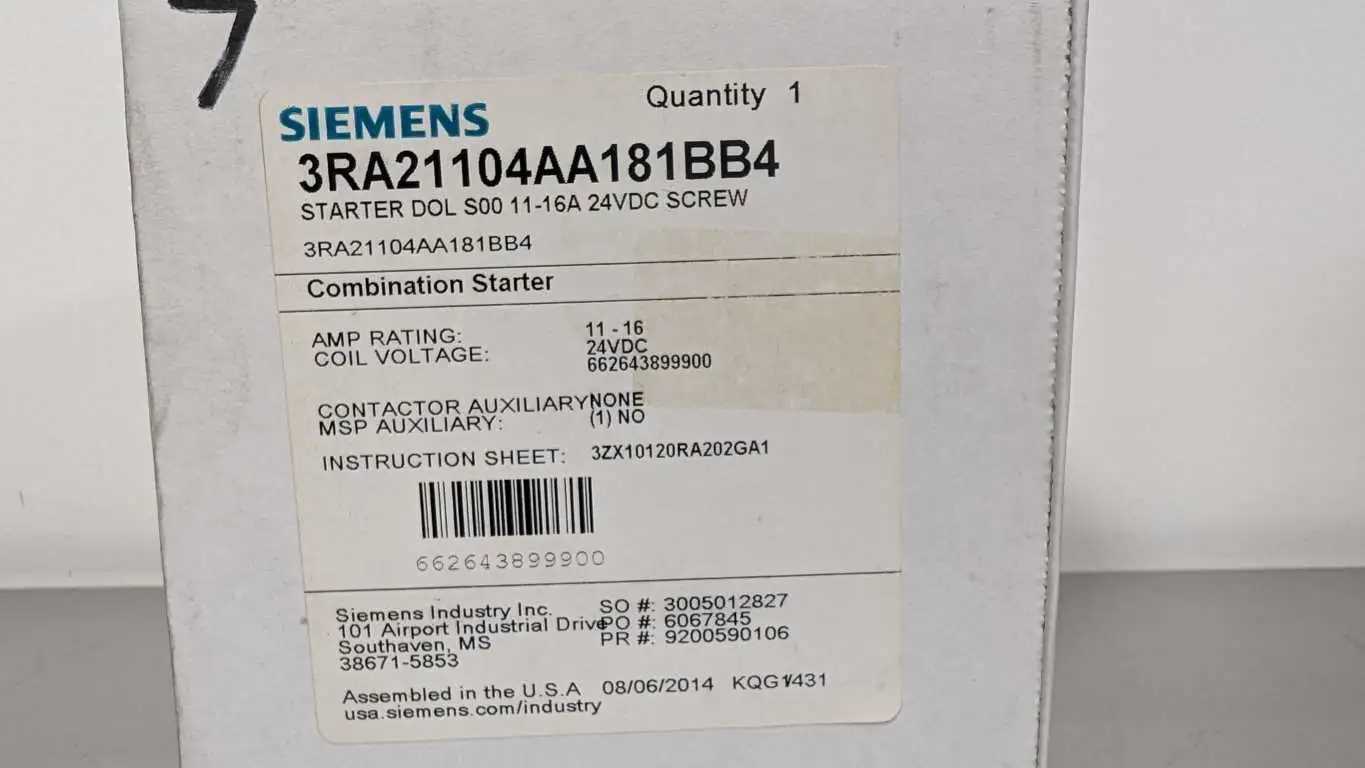 SIEMENS
Quantity 1
3RA21104AA181BB4
STARTER DOL S00 11-16A 24VDC SCREW
3RA21104AA181BB4
Combination Starter
AMP RATING: 11 - 16
COIL VOLTAGE: 24VDC
662643899900
CONTACTOR AUXILIARY NONE
MSP AUXILIARY: (1) NO
INSTRUCTION SHEET: 3ZX10120RA202GA1
662643899900
Siemens Industry Inc. SO #: 3005012827
101 Airport Industrial Drive PO #: 6067845
Southaven, MS PR #: 9200590106
38671-5853
Assembled in the U.S.A 08/06/2014
usa.siemens.com/industry